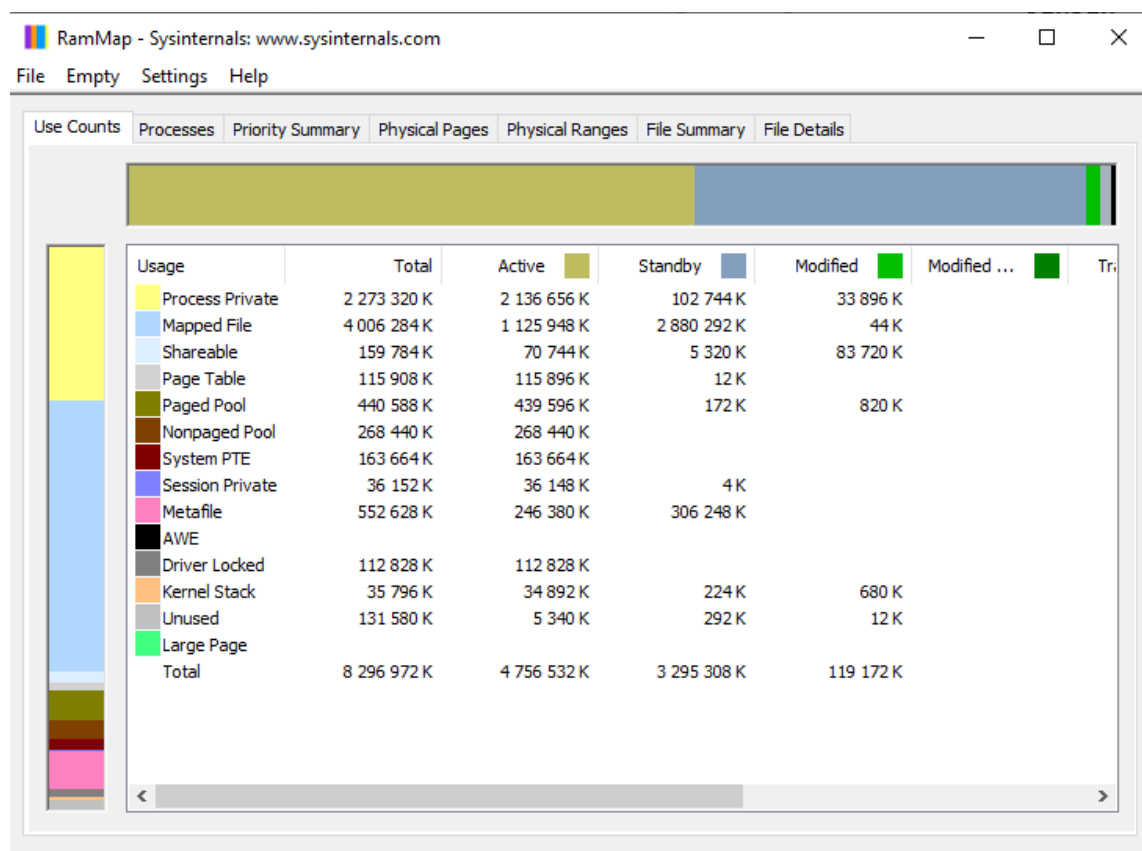 RamMap - Sysinternals: www.sysinternals.com
File Empty Settings Help
Use Counts Processes Priority Summary Physical Pages Physical Ranges File Summary File Details
Usage Total Active Standby Modified Modified ... Tr
Process Private 2 273 320 K 2 136 656 K 102 744 K 33 896 K
Mapped File 4 006 284 K 1 125 948 K 2 880 292 K 44 K
Shareable 159 784 K 70 744 K 5 320 K 83 720 K
Page Table 115 908 K 115 896 K 12 K
Paged Pool 440 588 K 439 596 K 172 K 820 K
Nonpaged Pool 268 440 K 268 440 K
System PTE 163 664 K 163 664 K
Session Private 36 152 K 36 148 K 4 K
Metafile 552 628 K 246 380 K 306 248 K
AWE
Driver Locked 112 828 K 112 828 K
Kernel Stack 35 796 K 34 892 K 224 K 680 K
Unused 131 580 K 5 340 K 292 K 12 K
Large Page
Total 8 296 972 K 4 756 532 K 3 295 308 K 119 172 K